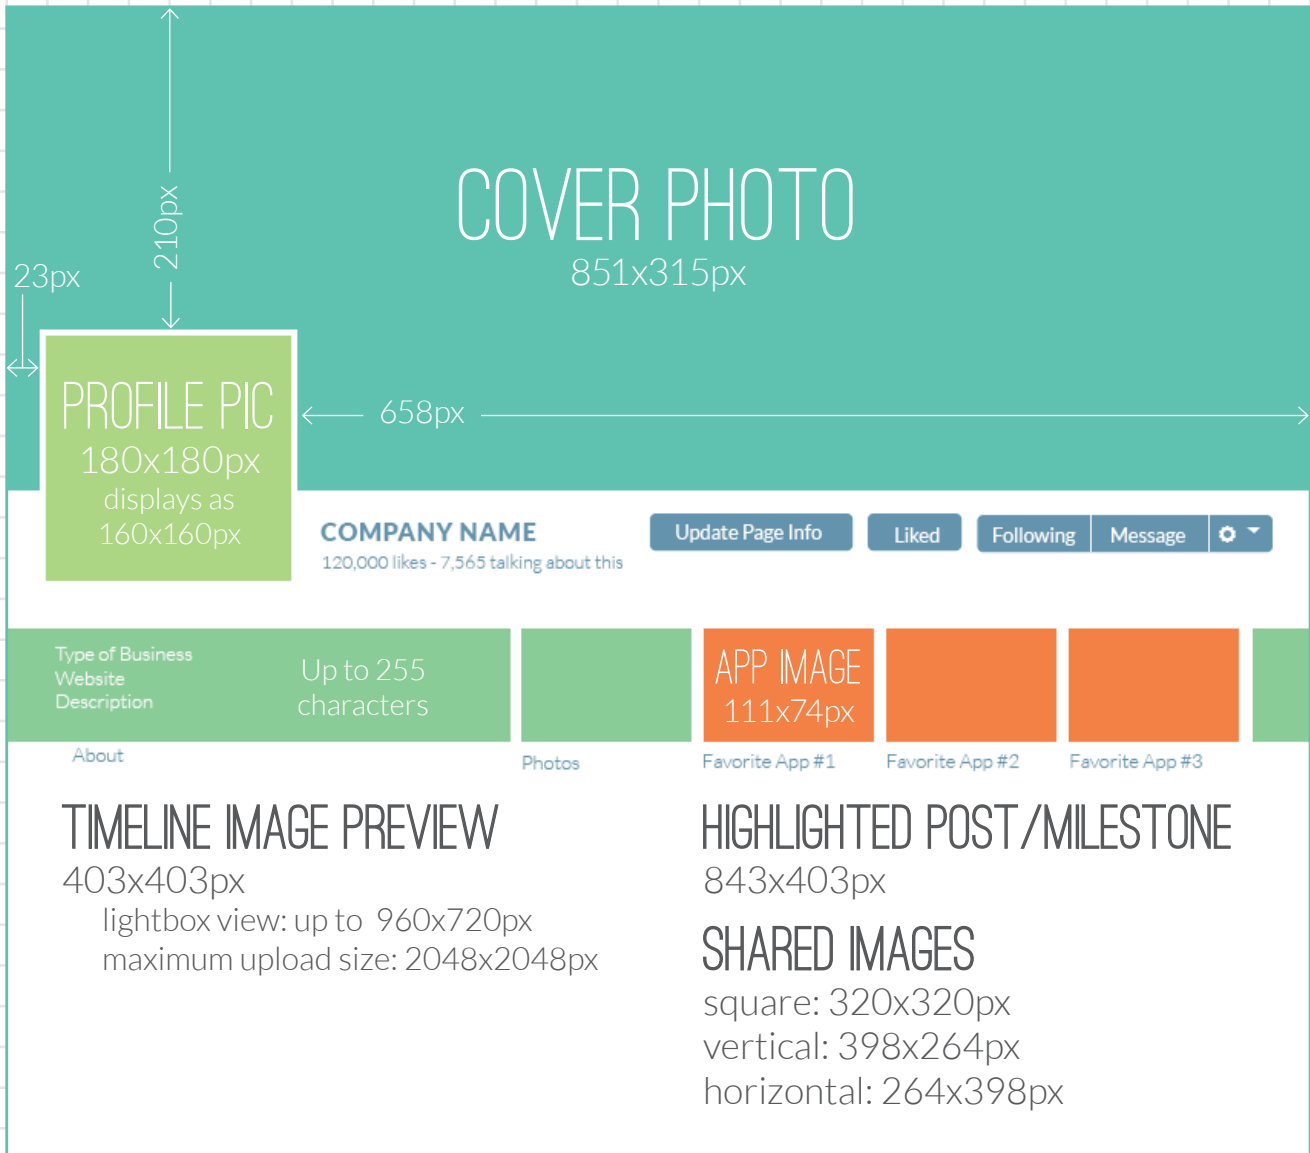 210px
COVER PHOTO
851x315px
23px
PROFILE PIC
180x180px
displays as
160x160px
658px
COMPANY NAME
120,000 likes - 7,565 talking about this
Update Page Info
Liked
Following
Message
Type of Business
Website
Description
Up to 255
characters
APP IMAGE
111x74px
About
Photos
Favorite App #1
Favorite App #2
Favorite App #3
TIMELINE IMAGE PREVIEW
403x403px
lightbox view: up to 960x720px
maximum upload size: 2048x2048px
HIGHLIGHTED POST/MILESTONE
843x403px
SHARED IMAGES
square: 320x320px
vertical: 398x264px
horizontal: 264x398px